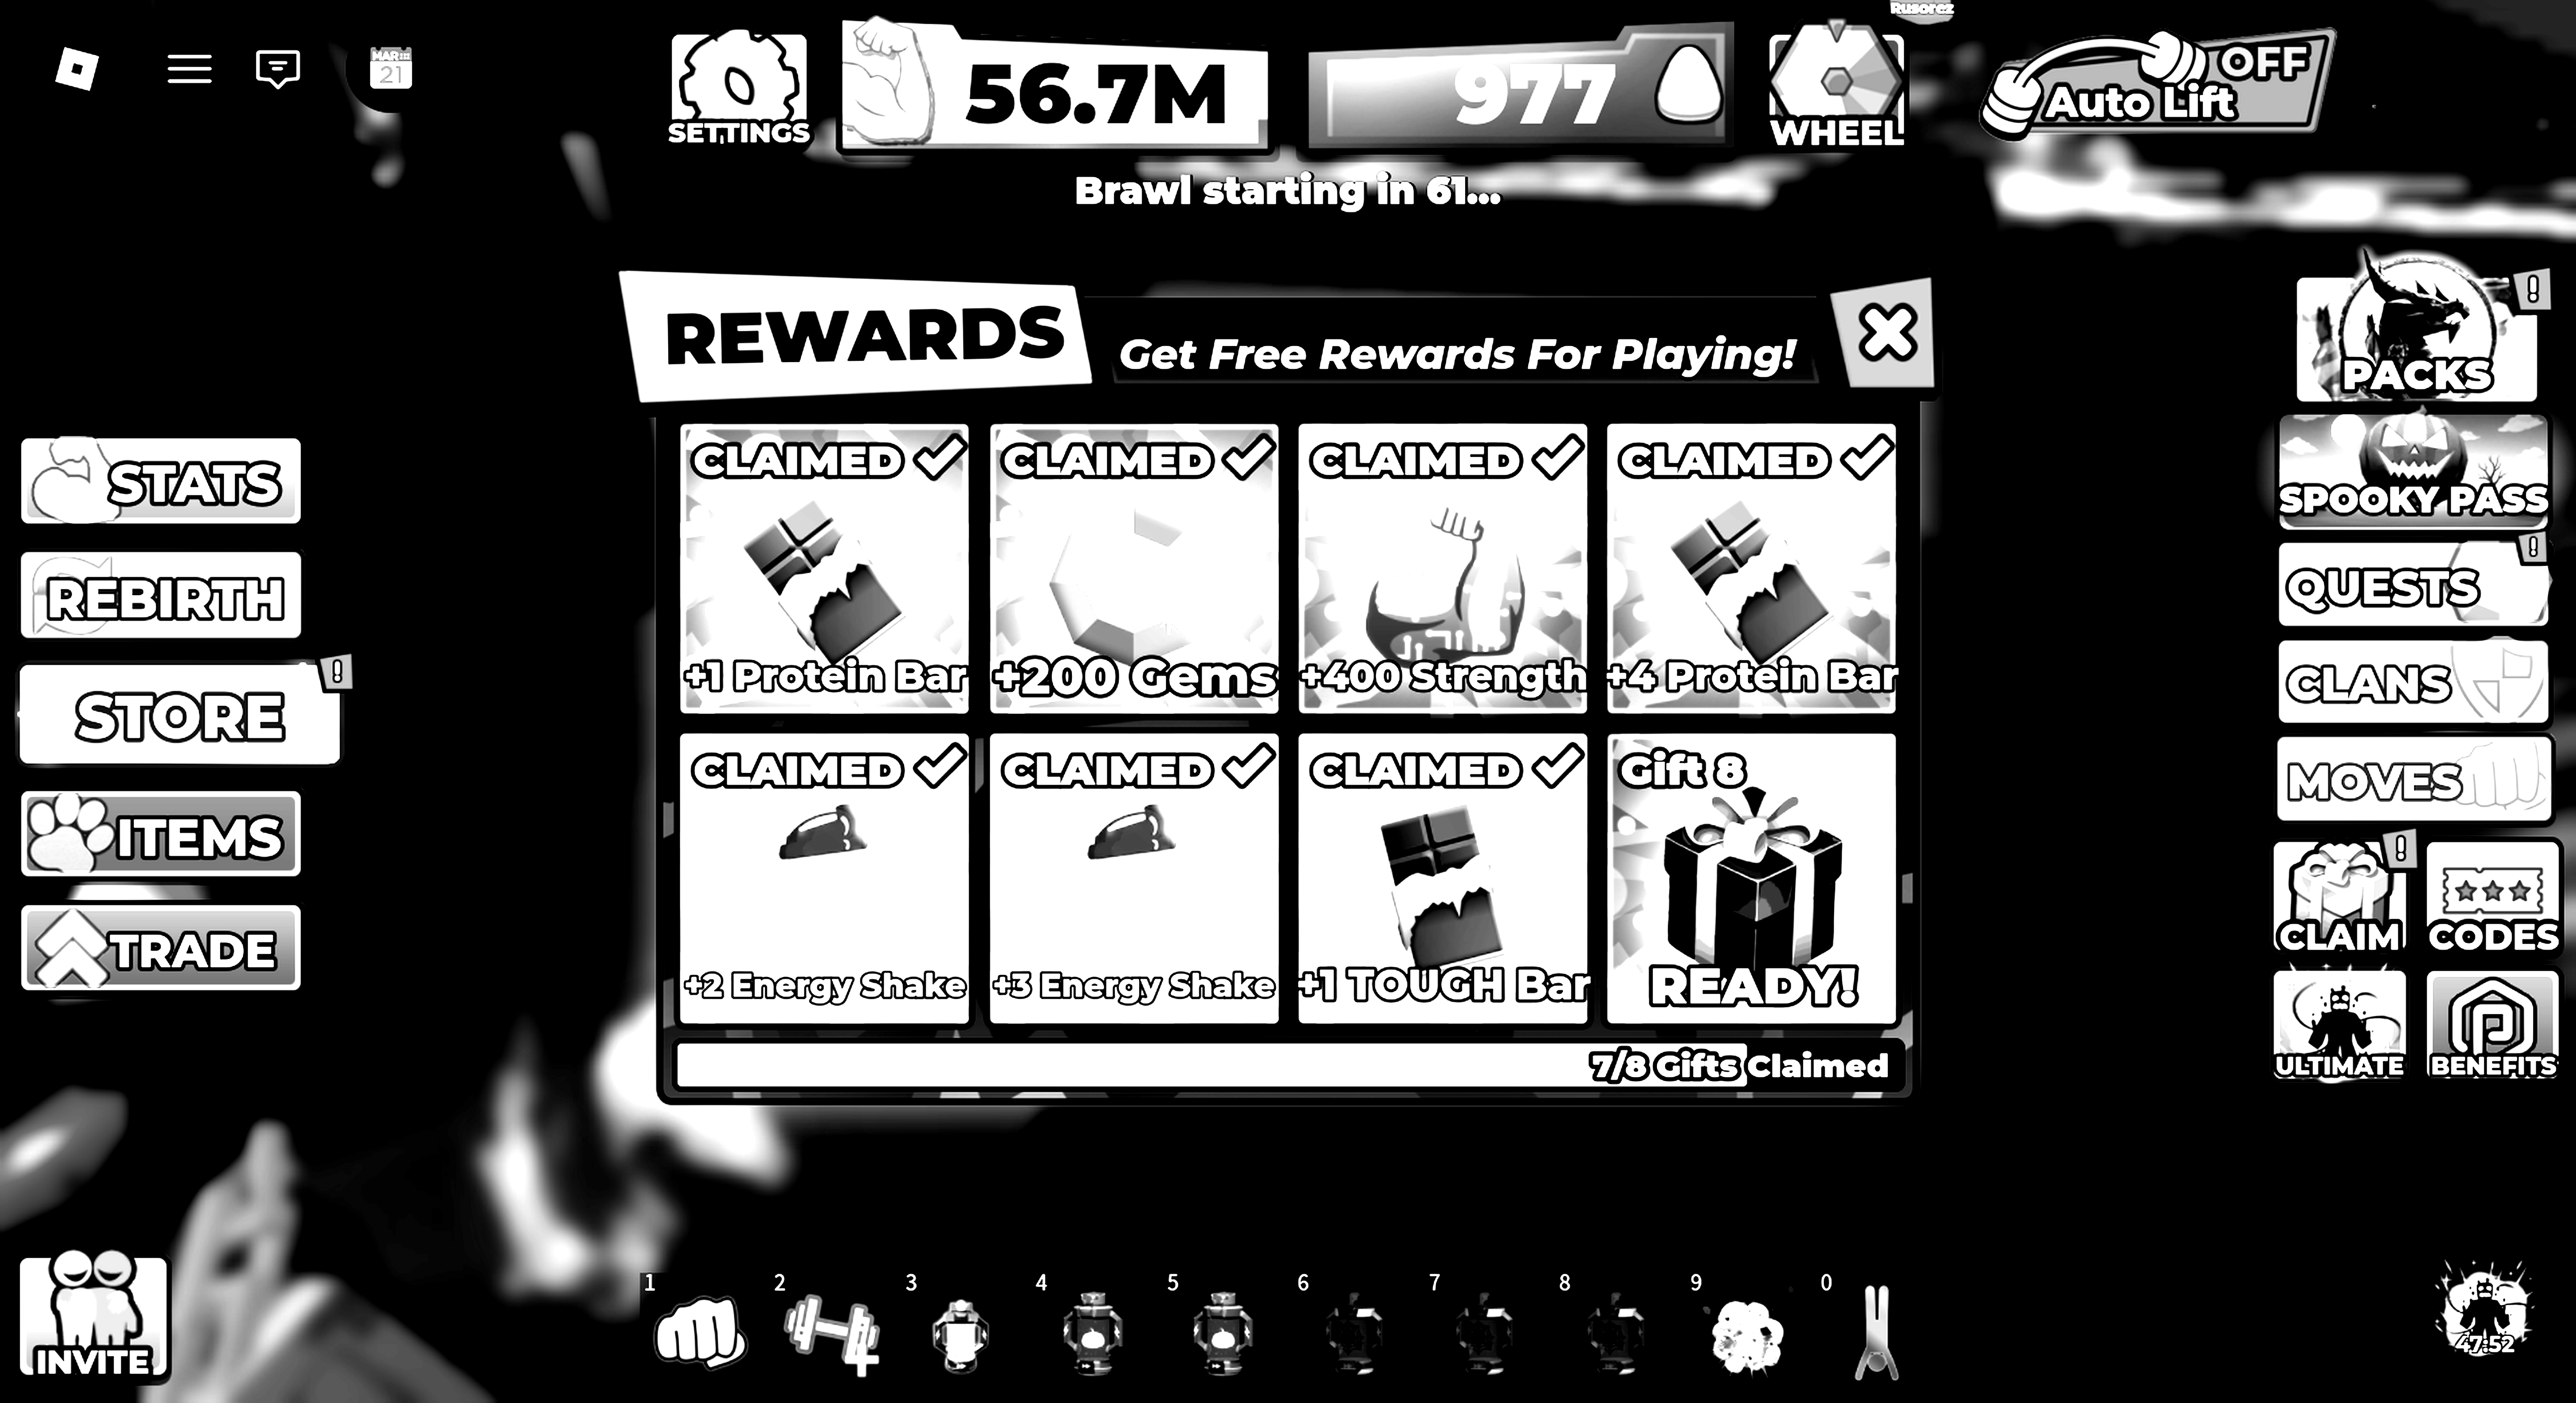 Rusorez
MAR
21
SETTINGS
56.7M
977
WHEEL
OFF
Auto Lift
Brawl starting in 61...
REWARDS
Get Free Rewards For Playing!
CLAIMED
CLAIMED
CLAIMED
CLAIMED
+1 Protein Bar
+200 Gems
+400 Strength
+4 Protein Bar
CLAIMED
CLAIMED
CLAIMED
Gift 8
+2 Energy Shake
+3 Energy Shake
+1 TOUGH Bar
READY!
7/8 Gifts Claimed
STATS
REBIRTH
!
STORE
ITEMS
TRADE
INVITE
!
PACKS
SPOOKY PASS
!
QUESTS
CLANS
MOVES
!
CLAIM
CODES
ULTIMATE
BENEFITS
1 2 3 4 5 6 7 8 9 0
47:52